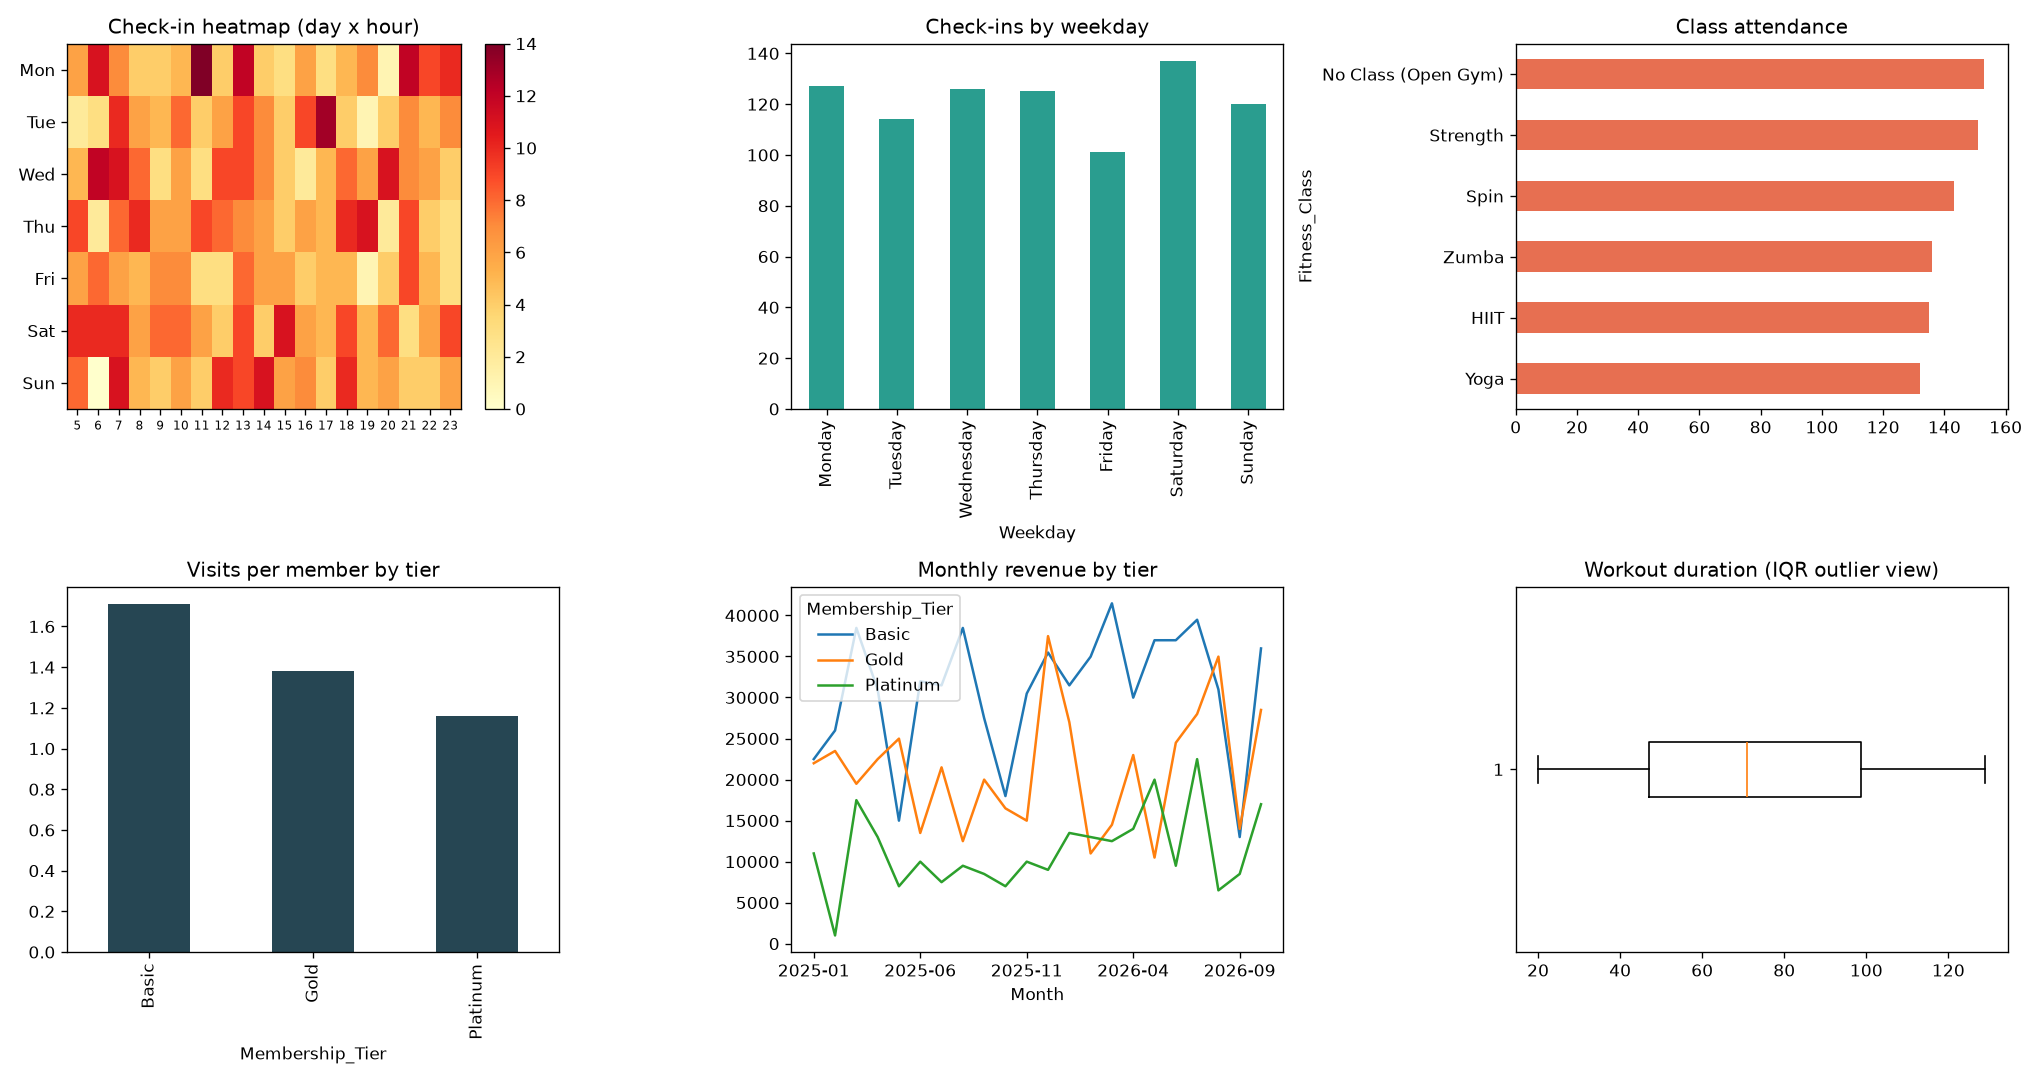 Check-in heatmap (day x hour)
Mon
Tue
Wed
Thu
Fri
Sat
Sun
5 6 7 8 9 10 11 12 13 14 15 16 17 18 19 20 21 22 23
14
12
10
8
6
4
2
0
Check-ins by weekday
140
120
100
80
60
40
20
0
Monday
Tuesday
Wednesday
Thursday
Friday
Saturday
Sunday
Weekday
Class attendance
Fitness_Class
No Class (Open Gym)
Strength
Spin
Zumba
HIIT
Yoga
0 20 40 60 80 100 120 140 160
Visits per member by tier
1.6
1.4
1.2
1.0
0.8
0.6
0.4
0.2
0.0
Basic
Gold
Platinum
Membership_Tier
Monthly revenue by tier
Membership_Tier
Basic
Gold
Platinum
40000
35000
30000
25000
20000
15000
10000
5000
0
2025-01 2025-06 2025-11 2026-04 2026-09
Month
Workout duration (IQR outlier view)
1
20 40 60 80 100 120